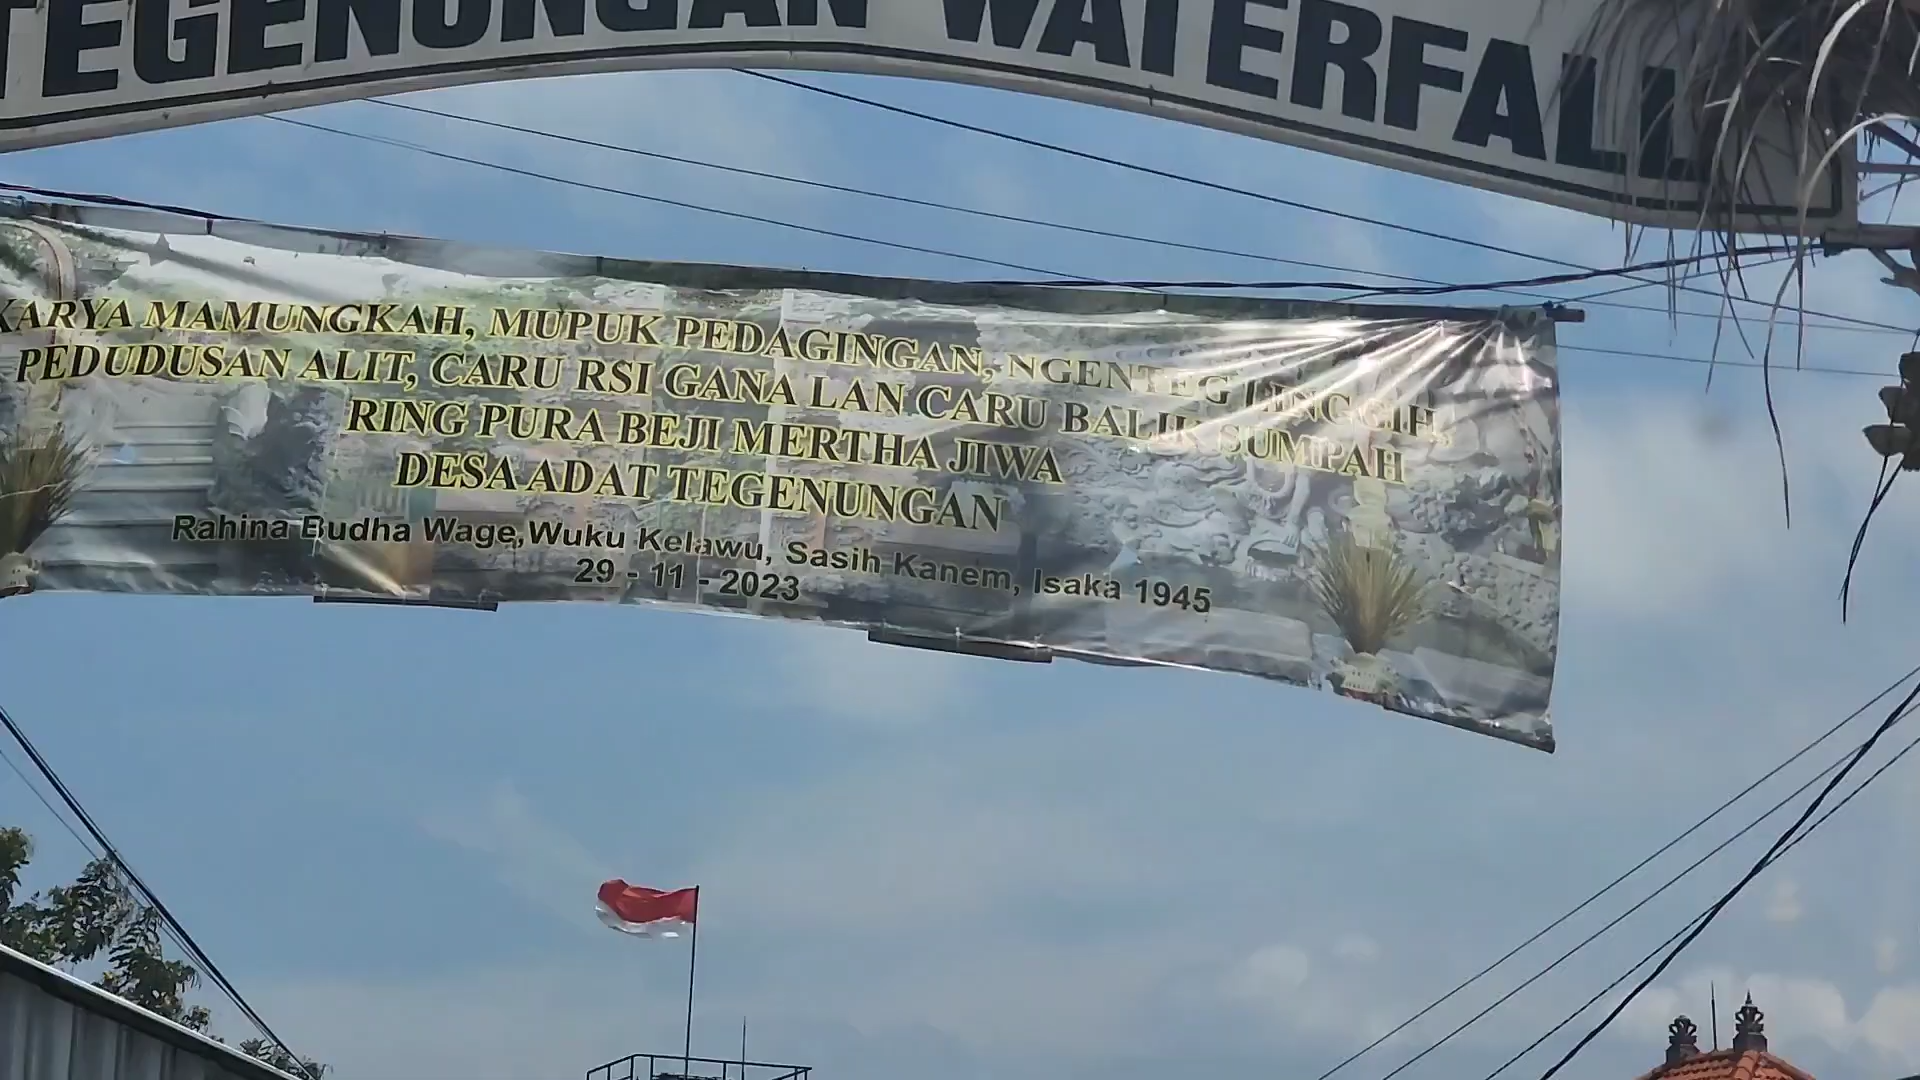 TEGENUNGAN WATERFALL
KARYA MAMUNGKAH, MUPUK PEDAGINGAN, NGENTEG LINGGIH,
PEDUDUSAN ALIT, CARU RSI GANA LAN CARU BALIK SUMPAH
RING PURA BEJI MERTHA JIWA
DESA ADAT TEGENUNGAN
Rahina Budha Wage,Wuku Kelawu, Sasih Kanem, Isaka 1945
29 - 11 - 2023